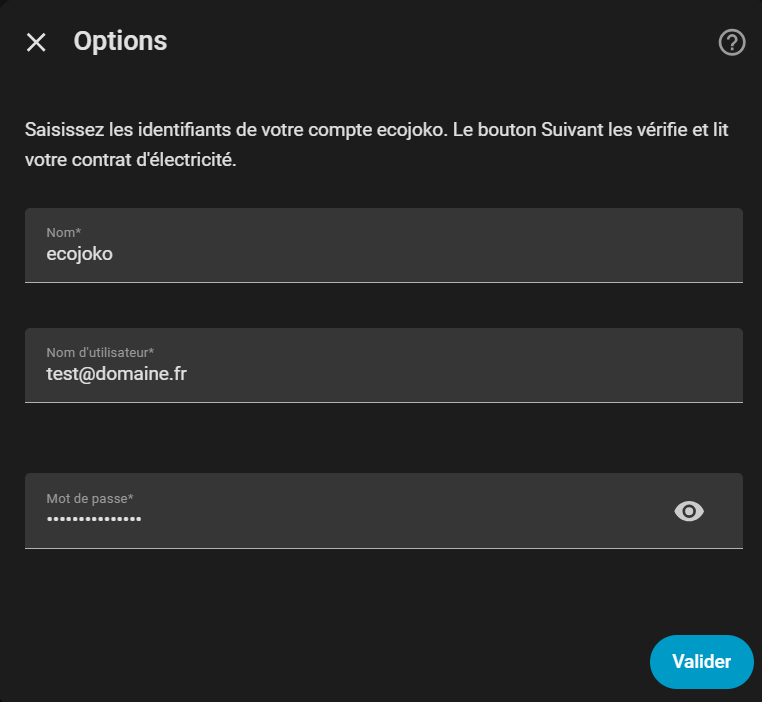 Options
Saisissez les identifiants de votre compte ecojoko. Le bouton Suivant les vérifie et lit
votre contrat d'électricité.
Nom*
ecojoko
Nom d'utilisateur*
test@domaine.fr
Mot de passe*
•••••••••••••••
Valider